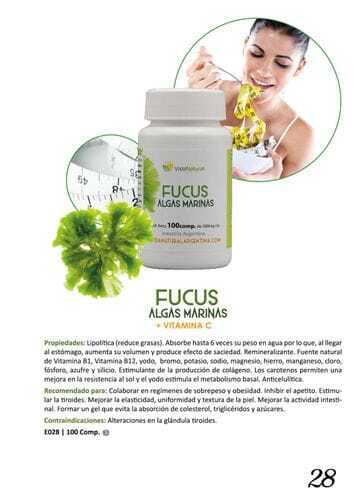 VidaNatural
FUCUS
ALGAS MARINAS
100comp.
Industria Argentina
FUCUS
ALGAS MARINAS
+ VITAMINA C
Propiedades: Lipolítica (reduce grasas). Absorbe hasta 6 veces su peso en agua por lo que, al llegar
al estómago, aumenta su volumen y produce efecto de saciedad. Remineralizante. Fuente natural
de Vitamina B1, Vitamina B12, yodo, bromo, potasio, sodio, magnesio, hierro, manganeso, cloro,
fósforo, azufre y silicio. Estimulante de la producción de colágeno. Los carotenos permiten una
mejora en la resistencia al sol y el yodo estimula el metabolismo basal. Anticelulítica.
Recomendado para: Colaborar en regímenes de sobrepeso y obesidad. Inhibir el apetito. Estimu-
lar la tiroides. Mejorar la elasticidad, uniformidad y textura de la piel. Mejorar la actividad intesti-
nal. Formar un gel que evita la absorción de colesterol, triglicéridos y azúcares.
Contraindicaciones: Alteraciones en la glándula tiroides.
E028 | 100 Comp.
28